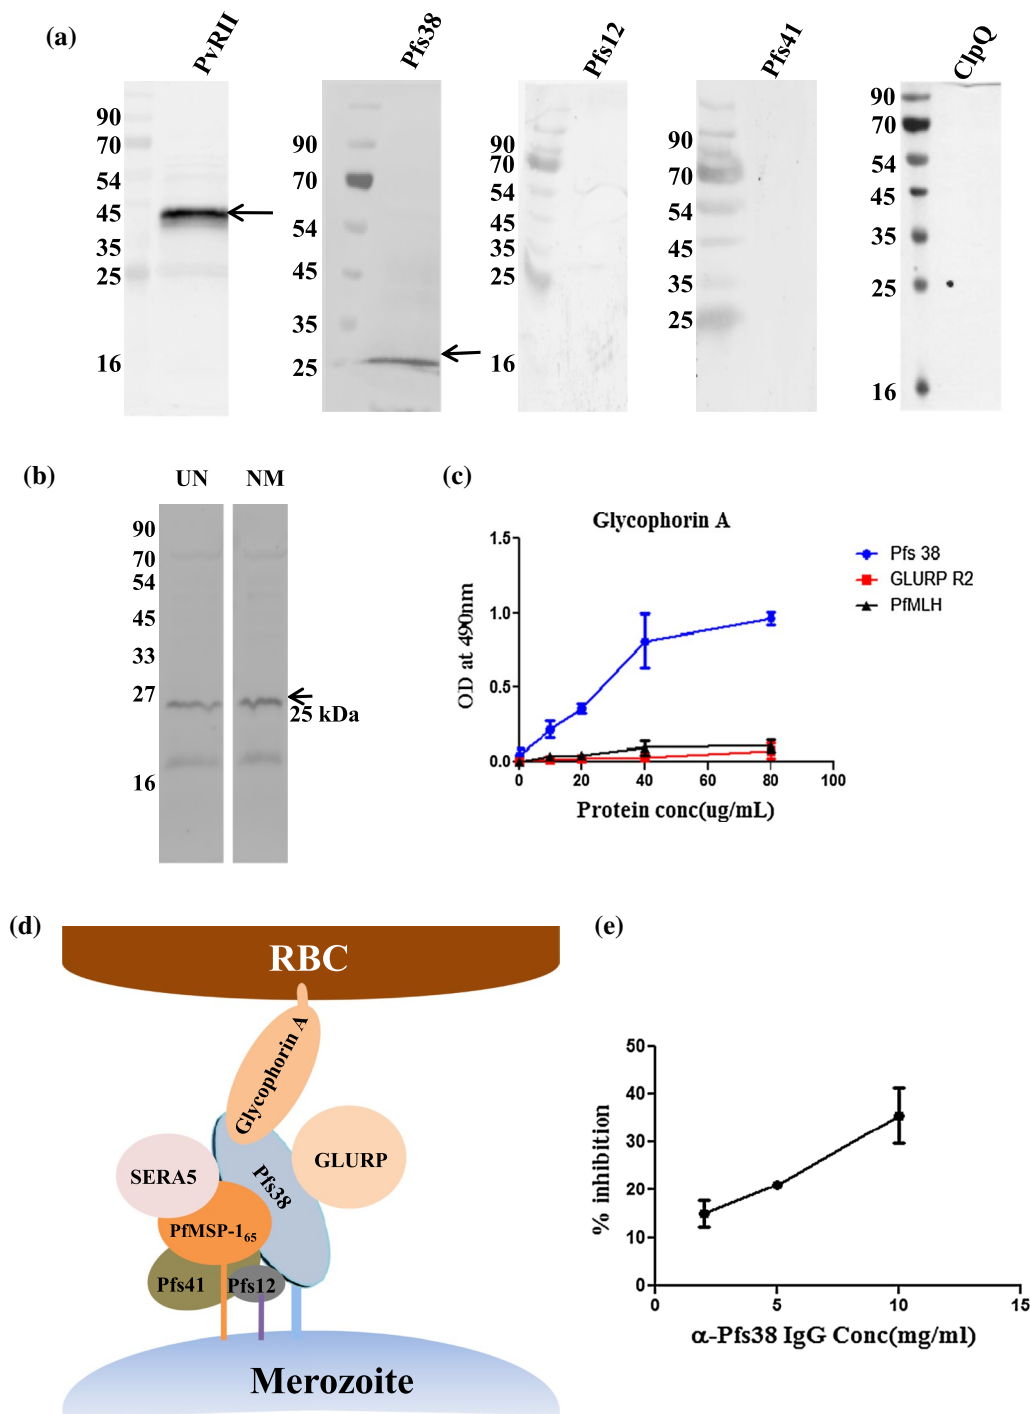 (a)
PvRII
Pfs38
Pfs12
Pfs41
ClpQ
90
70
54
45
35
25
16
90
70
54
45
35
25
90
70
54
45
35
25
16
90
70
54
45
35
25
90
70
54
45
35
25
16
(b)
UN
NM
90
70
54
45
33
27
16
25 kDa
(c)
Glycophorin A
1.5
1.0
0.5
0.0
0
20
40
60
80
100
OD at 490nm
Protein conc(ug/mL)
Pfs 38
GLURP R2
PfMLH
(d)
RBC
Glycophorin A
SERA5
Pfs38
GLURP
PfMSP-1₆₅
Pfs41
Pfs12
Merozoite
(e)
50
40
30
20
10
0
0
5
10
15
% inhibition
α-Pfs38 IgG Conc(mg/ml)